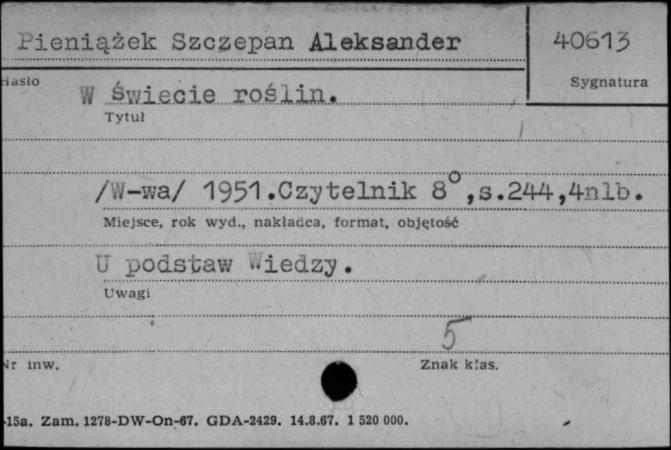 Pieniążek Szczepan Aleksander 40613
Hasło Sygnatura
W świecie roślin.
Tytuł
/W-wa/ 1951.Czytelnik 8°,s.244,4nlb.
Miejsce, rok wyd., nakładca, format, objętość
U podstaw Wiedzy.
Uwagi
5
Nr inw. Znak klas.
-15a. Zam. 1278-DW-On-67. GDA-2429. 14.8.67. 1 520 000.